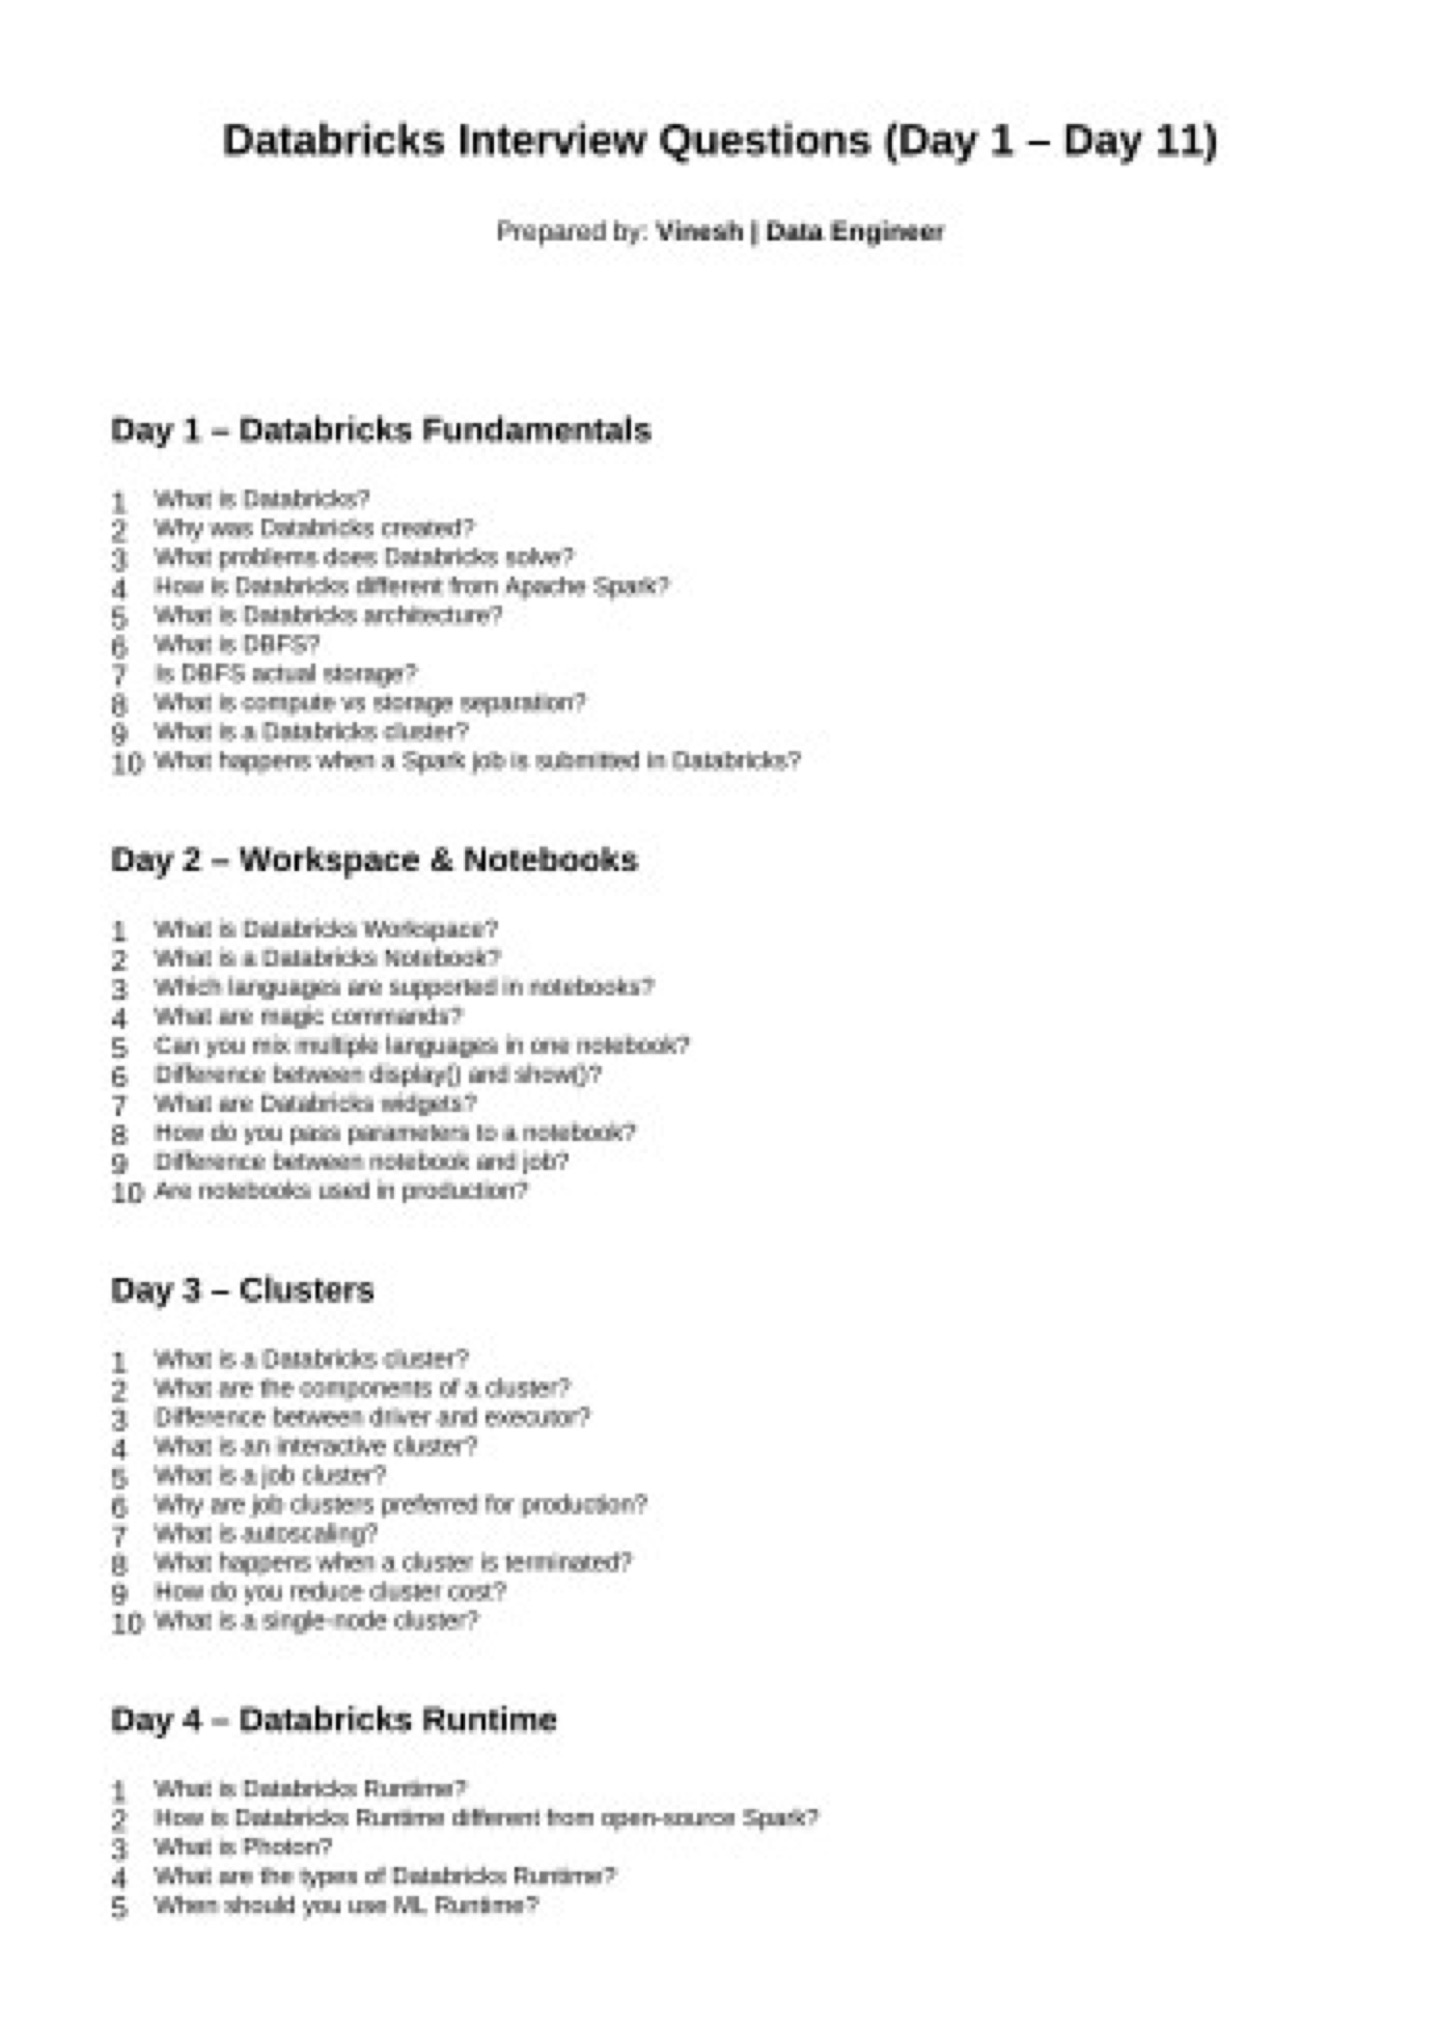 Databricks Interview Questions (Day 1 – Day 11)
Prepared by: Vinesh | Data Engineer
Day 1 – Databricks Fundamentals
1 What is Databricks?
2 Why was Databricks created?
3 What problems does Databricks solve?
4 How is Databricks different from Apache Spark?
5 What is Databricks architecture?
6 What is DBFS?
7 Is DBFS actual storage?
8 What is compute vs storage separation?
9 What is a Databricks cluster?
10 What happens when a Spark job is submitted in Databricks?
Day 2 – Workspace & Notebooks
1 What is Databricks Workspace?
2 What is a Databricks Notebook?
3 Which languages are supported in notebooks?
4 What are magic commands?
5 Can you mix multiple languages in one notebook?
6 Difference between display() and show()?
7 What are Databricks widgets?
8 How do you pass parameters to a notebook?
9 Difference between notebook and job?
10 Are notebooks used in production?
Day 3 – Clusters
1 What is a Databricks cluster?
2 What are the components of a cluster?
3 Difference between driver and executor?
4 What is an interactive cluster?
5 What is a job cluster?
6 Why are job clusters preferred for production?
7 What is autoscaling?
8 What happens when a cluster is terminated?
9 How do you reduce cluster cost?
10 What is a single-node cluster?
Day 4 – Databricks Runtime
1 What is Databricks Runtime?
2 How is Databricks Runtime different from open-source Spark?
3 What is Photon?
4 What are the types of Databricks Runtime?
5 When should you use ML Runtime?